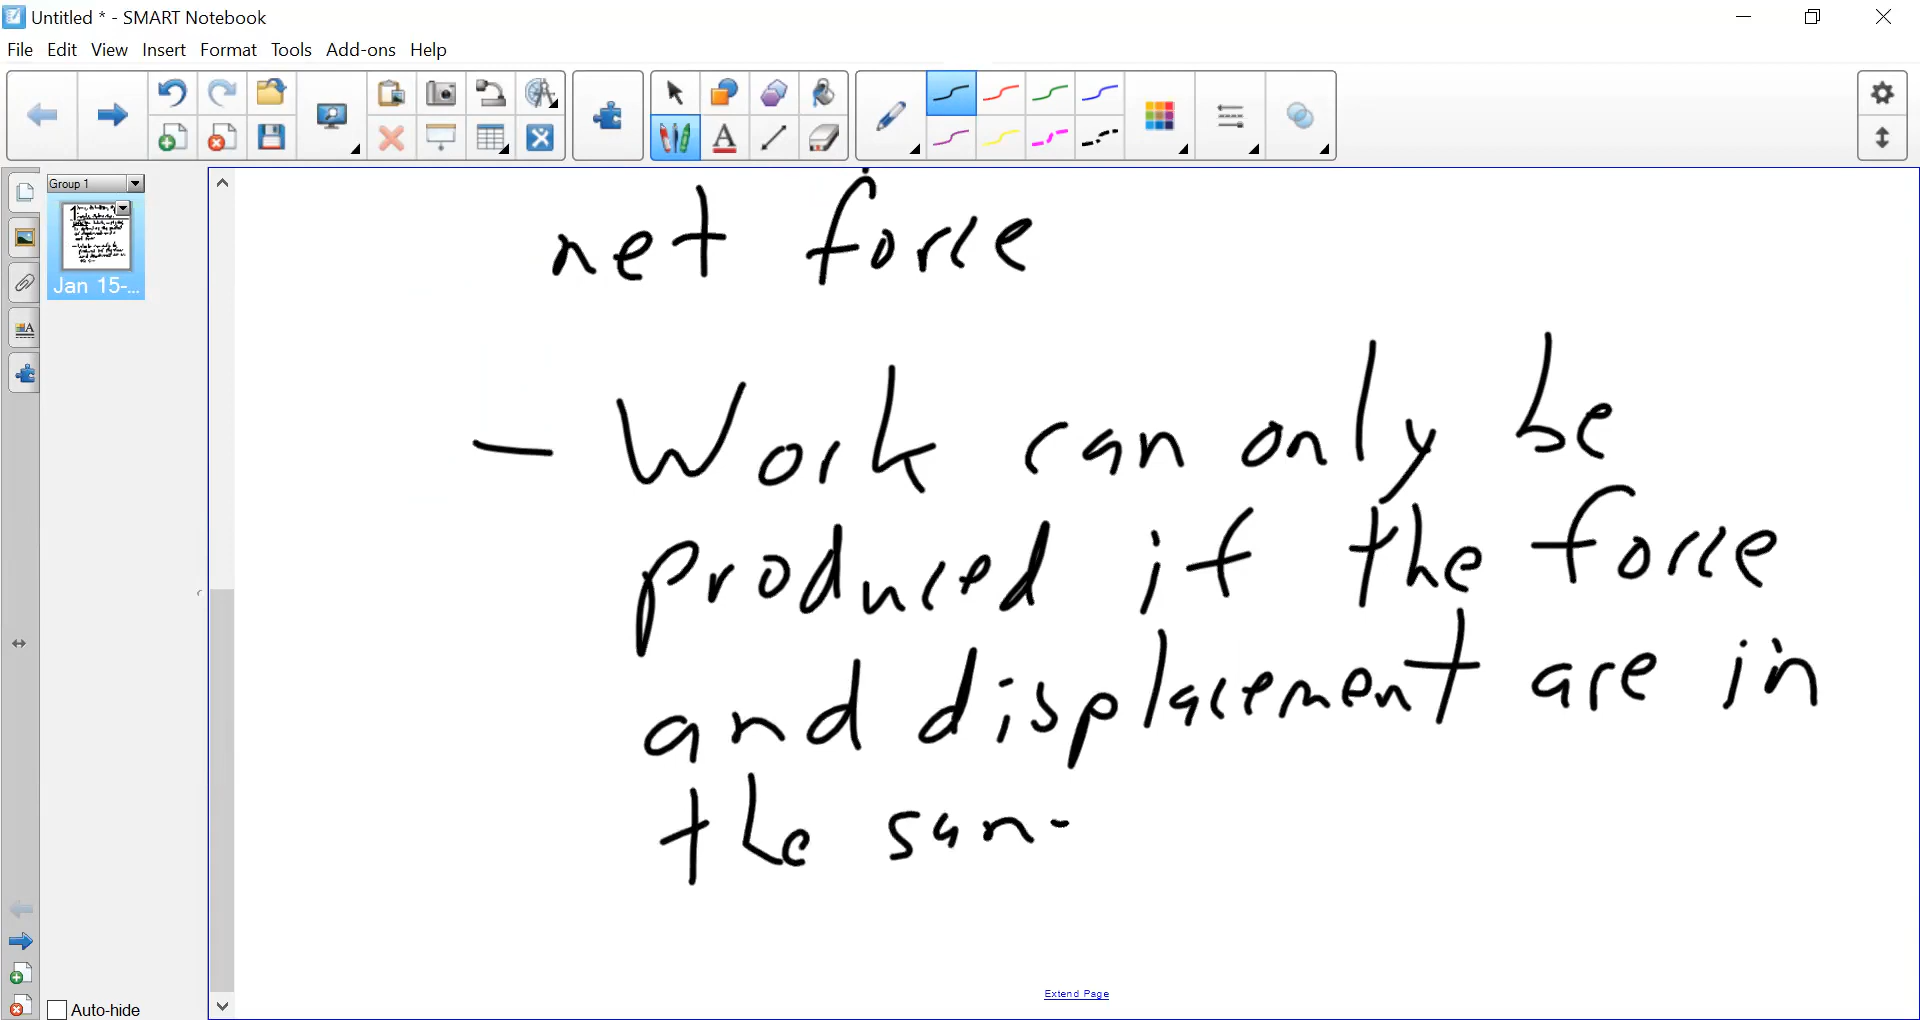 Untitled * - SMART Notebook
File Edit View Insert Format Tools Add-ons Help
Group 1
Jan 15-...
net force
- Work can only be
produced if the force
and displacement are in
the
Extend Page
Auto-hide